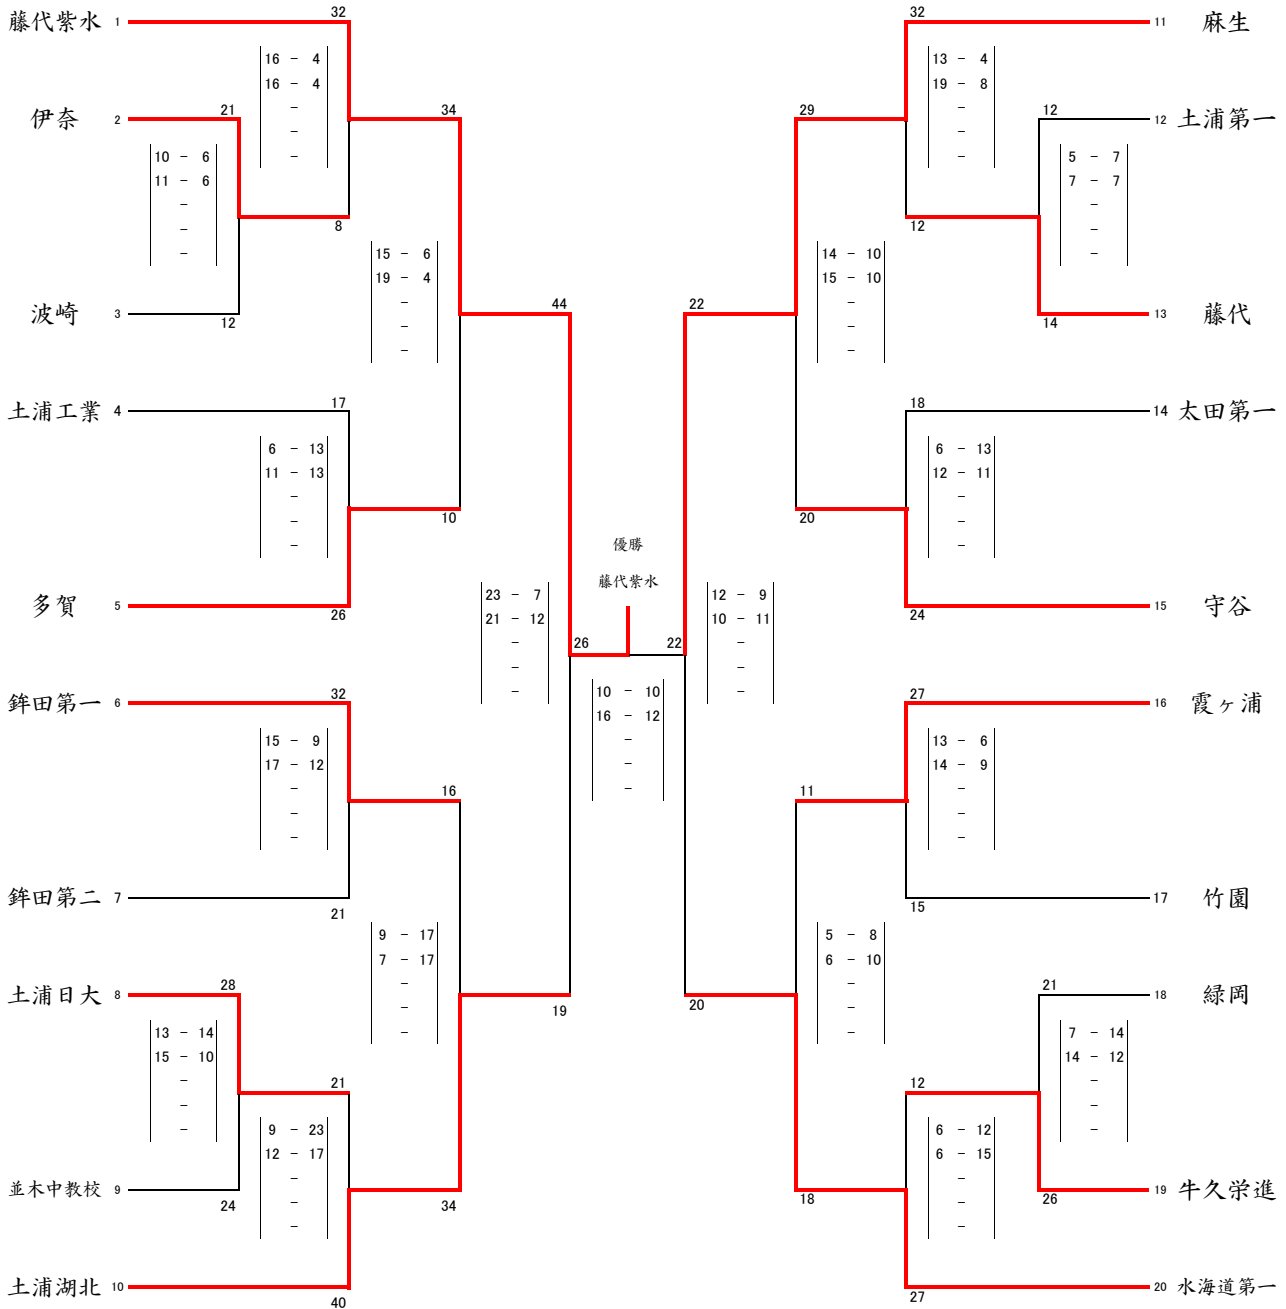 藤代紫水 1
32
16 - 4
16 - 4
-
-
-
伊奈 2
21
34
10 - 6
11 - 6
-
-
-
8
波崎 3
12
15 - 6
19 - 4
-
-
-
44
土浦工業 4
17
6 - 13
11 - 13
-
-
-
10
多賀 5
26
鉾田第一 6
32
15 - 9
17 - 12
-
-
-
16
鉾田第二 7
21
9 - 17
7 - 17
-
-
-
19
土浦日大 8
28
13 - 14
15 - 10
-
-
-
21
並木中教校 9
24
9 - 23
12 - 17
-
-
-
34
土浦湖北 10
40
優勝
藤代紫水
23 - 7
21 - 12
-
-
-
26
22
10 - 10
16 - 12
-
-
-
12 - 9
10 - 11
-
-
-
32
11 麻生
13 - 4
19 - 8
-
-
-
29
12
12 土浦第一
5 - 7
7 - 7
-
-
-
12
14 - 10
15 - 10
-
-
-
22
14
13 藤代
18
14 太田第一
6 - 13
12 - 11
-
-
-
20
24
15 守谷
27
16 霞ヶ浦
13 - 6
14 - 9
-
-
-
11
15
17 竹園
5 - 8
6 - 10
-
-
-
20
21
18 緑岡
7 - 14
14 - 12
-
-
-
12
6 - 12
6 - 15
-
-
-
18
26
19 牛久栄進
27
20 水海道第一